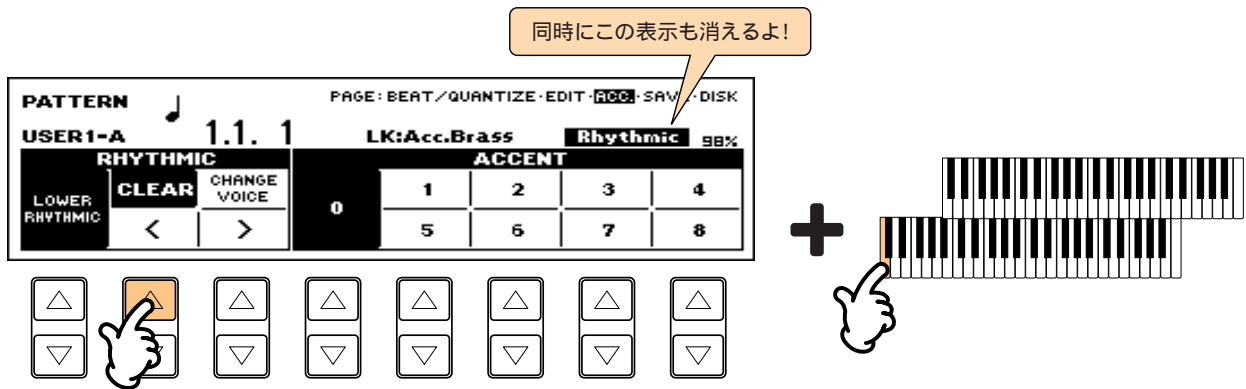 同時にこの表示も消えるよ!
PATTERN ♩ PAGE:BEAT/QUANTIZE·EDIT·ACC.·SAVE·DISK
USER1-A 1.1. 1 LK:Acc.Brass Rhythmic 98%
RHYTHMIC ACCENT
LOWER RHYTHMIC CLEAR CHANGE VOICE 0 1 2 3 4
< > 5 6 7 8